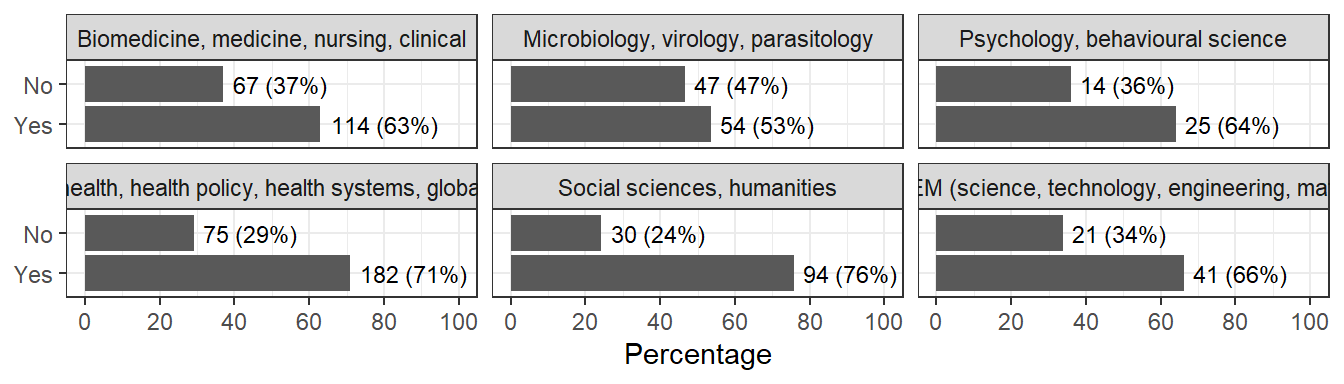 Biomedicine, medicine, nursing, clinical
Microbiology, virology, parasitology
Psychology, behavioural science
No 67 (37%) 47 (47%) 14 (36%)
Yes 114 (63%) 54 (53%) 25 (64%)
health, health policy, health systems, globa
Social sciences, humanities
EM (science, technology, engineering, ma
No 75 (29%) 30 (24%) 21 (34%)
Yes 182 (71%) 94 (76%) 41 (66%)
0 20 40 60 80 100 0 20 40 60 80 100 0 20 40 60 80 100
Percentage